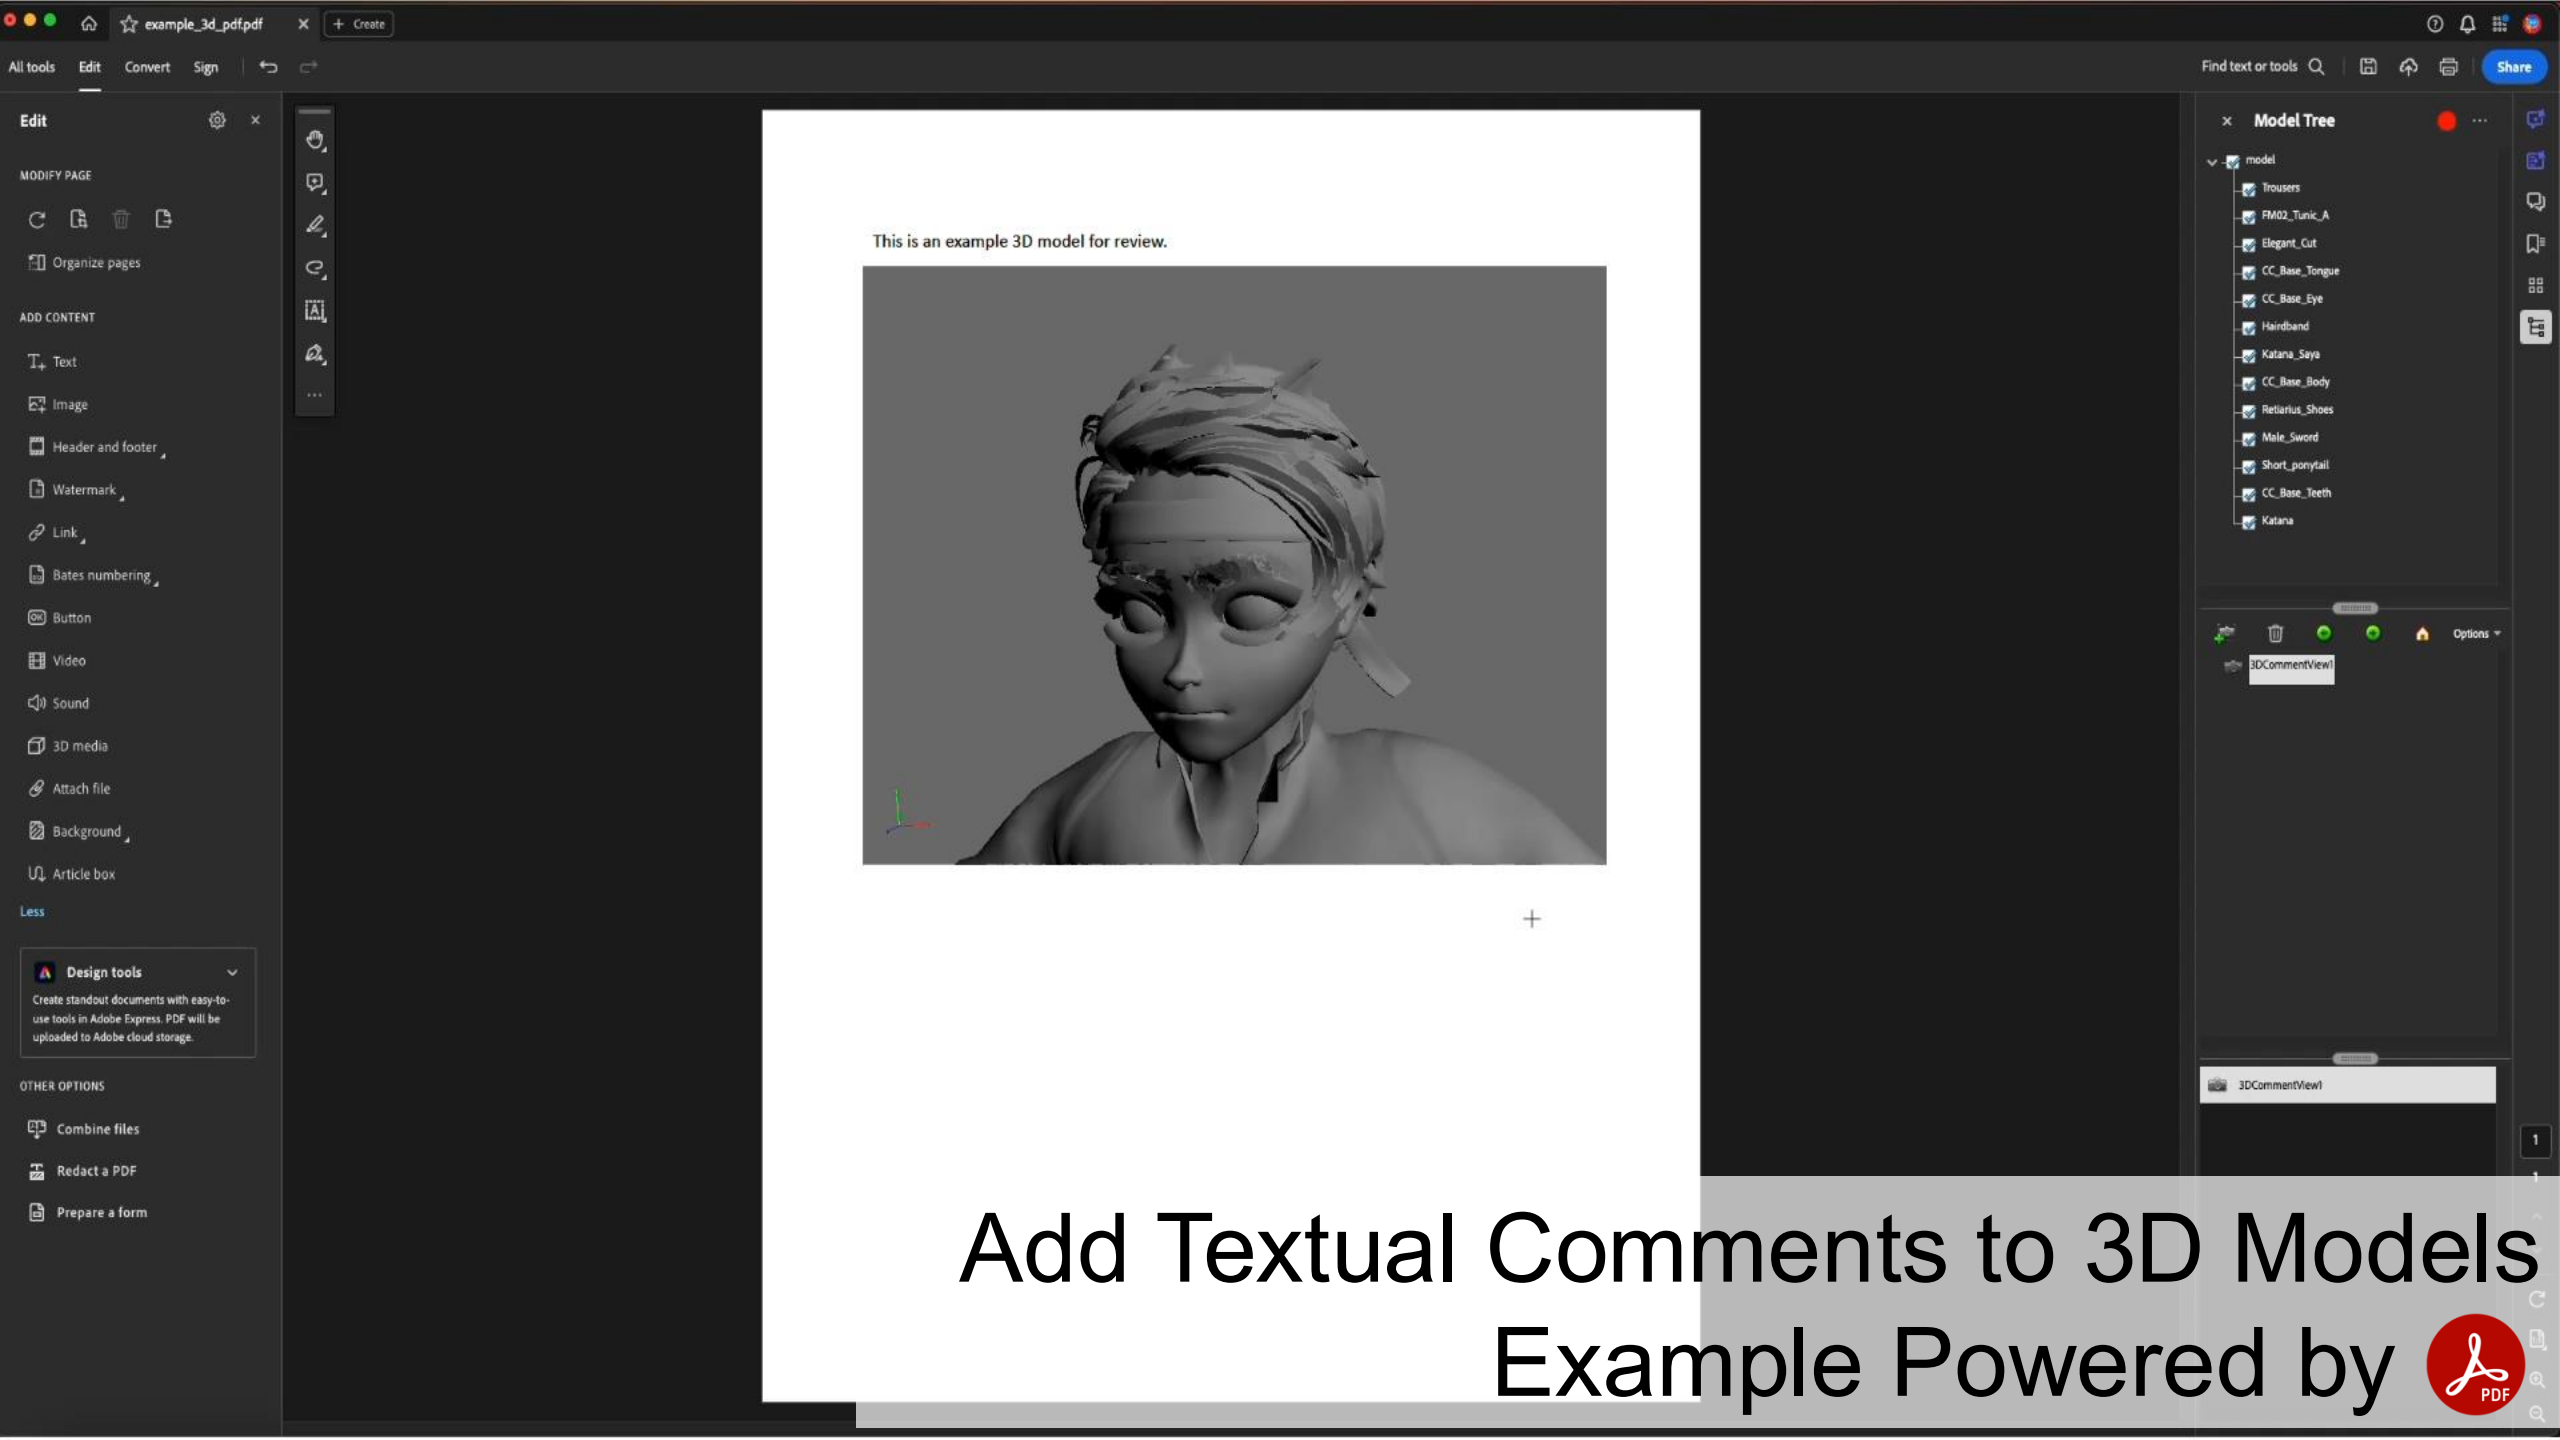 example_3d_pdf.pdf
Create
All tools
Edit
Convert
Sign
Find text or tools
Share
Edit
MODIFY PAGE
Organize pages
ADD CONTENT
Text
Image
Header and footer
Watermark
Link
Bates numbering
OK Button
Video
Sound
3D media
Attach file
Background
Article box
Less
Design tools
Create standout documents with easy-to-
use tools in Adobe Express. PDF will be
uploaded to Adobe cloud storage.
OTHER OPTIONS
Combine files
Redact a PDF
Prepare a form
This is an example 3D model for review.
Model Tree
model
Trousers
FM02_Tunic_A
Elegant_Cut
CC_Base_Tongue
CC_Base_Eye
Hairdband
Katana_Saya
CC_Base_Body
Retiarius_Shoes
Male_Sword
Short_ponytail
CC_Base_Teeth
Katana
Options
3DCommentView1
3DCommentView1
1
1
Add Textual Comments to 3D Models
Example Powered by
PDF